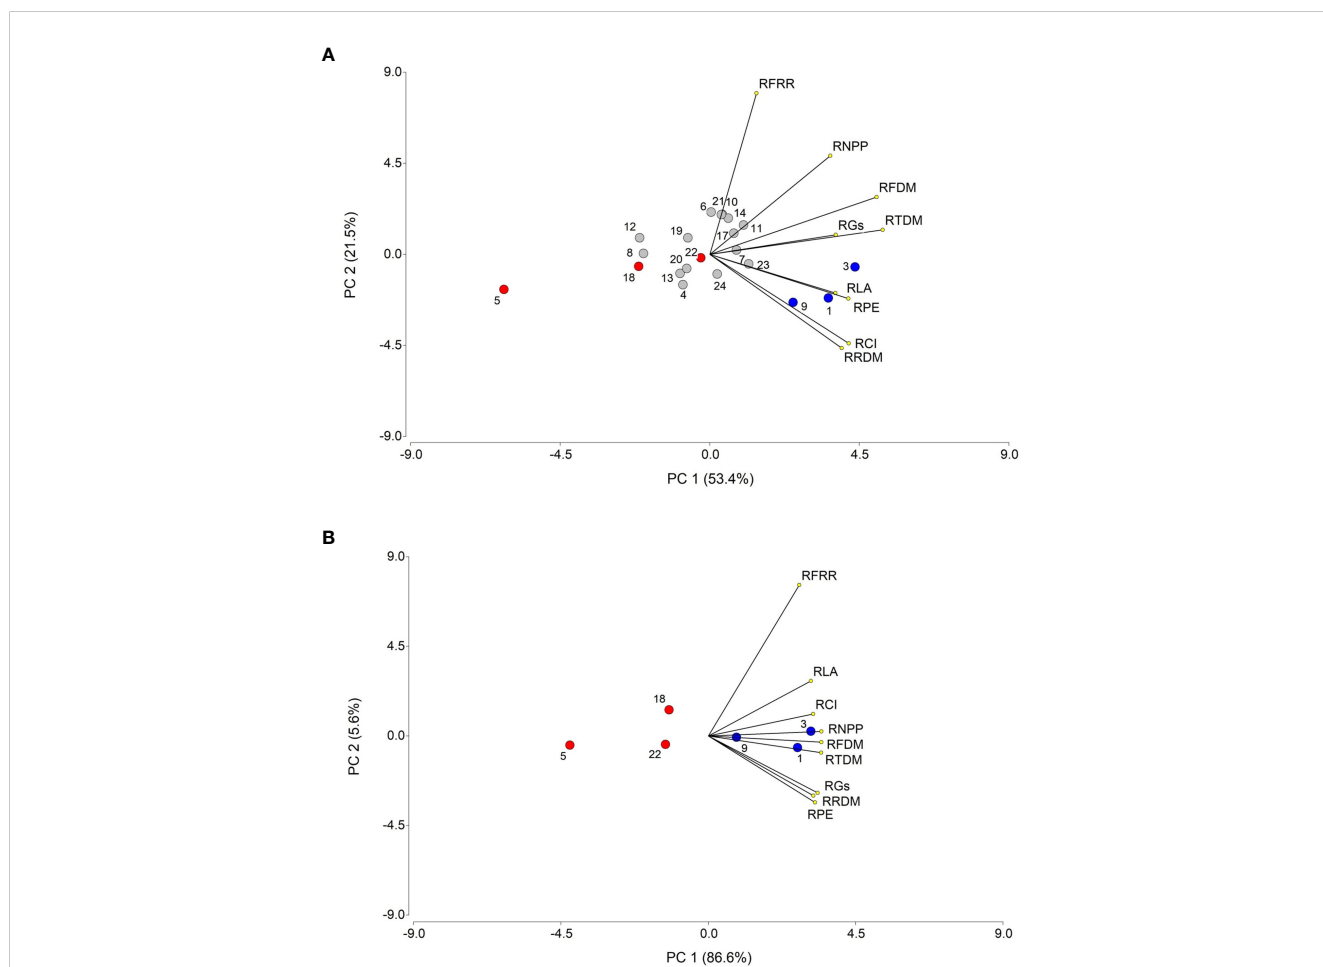 A
9.0
RFRR
RNPP
4.5
RFDM
6
21
10
14
RTDM
RGs
12
19
17
11
PC 2 (21.5%)
0.0
8
22
7
23
3
18
20
13
24
RLA
4
5
9
1
RPE
-4.5
RCI
RRDM
-9.0
-9.0 -4.5 0.0 4.5 9.0
PC 1 (53.4%)
B
9.0
RFRR
4.5
RLA
18
RCI
3
RNPP
PC 2 (5.6%)
0.0
RFDM
5
22
9
1
RTDM
RGs
RRDM
RPE
-4.5
-9.0
-9.0 -4.5 0.0 4.5 9.0
PC 1 (86.6%)